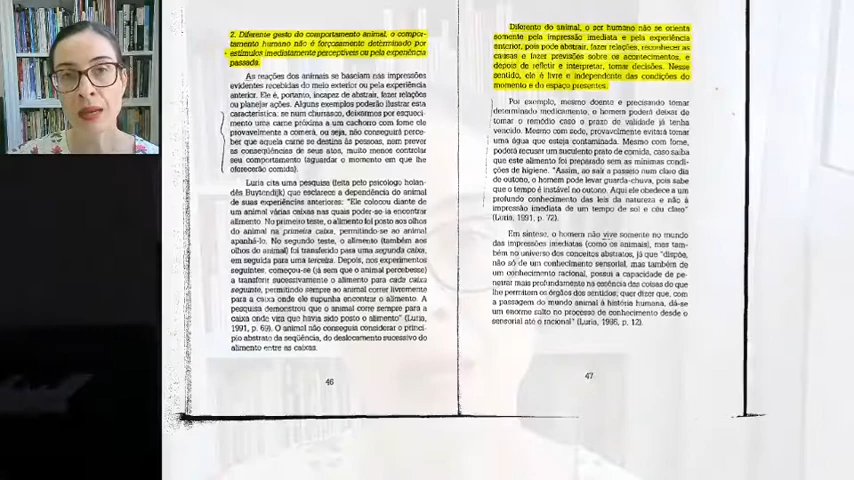 2. Diferente gesto do comportamento animal, o compor-
tamento humano não é forçosamente determinado por
estímulos imediatamente perceptíveis ou pela experiência
passada.
As reações dos animais se baseiam nas impressões
evidentes recebidas do meio exterior ou pela experiência
anterior. Ele é, portanto, incapaz de abstrair, fazer relações
ou planejar ações. Alguns exemplos poderão ilustrar esta
característica: se num churrasco, deixarmos por esqueci-
mento uma carne próxima a um cachorro com fome ele
provavelmente a comerá, ou seja, não conseguirá perce-
ber que aquela carne se destina às pessoas, nem prever
as conseqüências de seus atos, muito menos controlar
seu comportamento (aguardar o momento em que lhe
oferecerão comida).
Luria cita uma pesquisa (feita pelo psicólogo holan-
dês Buytendijk) que esclarece a dependência do animal
de suas experiências anteriores: "Ele colocou diante de
um animal várias caixas nas quais poder-se-ia encontrar
alimento. No primeiro teste, o alimento foi posto aos olhos
do animal na primeira caixa, permitindo-se ao animal
apanhá-lo. No segundo teste, o alimento (também aos
olhos do animal) foi transferido para uma segunda caixa,
em seguida para uma terceira. Depois, nos experimentos
seguintes, começou-se (já sem que o animal percebesse)
a transferir sucessivamente o alimento para cada caixa
seguinte, permitindo sempre ao animal correr livremente
para a caixa onde ele supunha encontrar o alimento. A
pesquisa demonstrou que o animal corre sempre para a
caixa onde vira que havia sido posto o alimento" (Luria,
1991, p. 69). O animal não conseguia considerar o princí-
pio abstrato da seqüência, do deslocamento sucessivo do
alimento entre as caixas.
46
Diferente do animal, o ser humano não se orienta
somente pela impressão imediata e pela experiência
anterior, pois pode abstrair, fazer relações, reconhecer as
causas e fazer previsões sobre os acontecimentos, e
depois de refletir e interpretar, tomar decisões. Nesse
sentido, ele é livre e independente das condições do
momento e do espaço presentes.
Por exemplo, mesmo doente e precisando tomar
determinado medicamento, o homem poderá deixar de
tomar o remédio caso o prazo de validade já tenha
vencido. Mesmo com sede, provavelmente evitará tomar
uma água que esteja contaminada. Mesmo com fome,
poderá recusar um suculento prato de comida, caso saiba
que este alimento foi preparado sem as mínimas condi-
ções de higiene. "Assim, ao sair a passeio num claro dia
de outono, o homem pode levar guarda-chuva, pois sabe
que o tempo é instável no outono. Aqui ele obedece a um
profundo conhecimento das leis da natureza e não à
impressão imediata de um tempo de sol e céu claro"
(Luria, 1991, p. 72).
Em síntese, o homem não vive somente no mundo
das impressões imediatas (como os animais), mas tam-
bém no universo dos conceitos abstratos, já que "dispõe,
não só de um conhecimento sensorial, mas também de
um conhecimento racional, possui a capacidade de pe-
netrar mais profundamente na essência das coisas do que
lhe permitem os órgãos dos sentidos; quer dizer que, com
a passagem do mundo animal à história humana, dá-se
um enorme salto no processo de conhecimento desde o
sensorial até o racional" (Luria, 1986, p. 12).
47